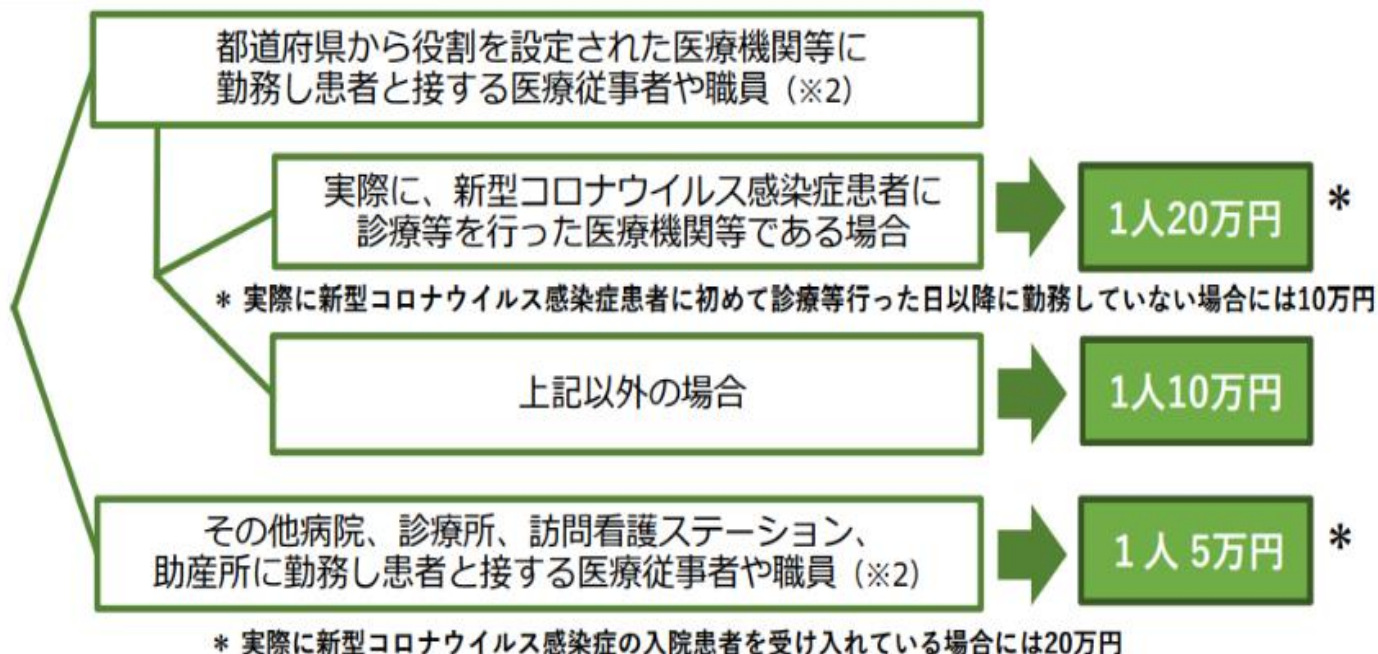 都道府県から役割を設定された医療機関等に
勤務し患者と接する医療従事者や職員（※2）
実際に、新型コロナウイルス感染症患者に
診療等を行った医療機関等である場合
1人20万円 *
* 実際に新型コロナウイルス感染症患者に初めて診療等行った日以降に勤務していない場合には10万円
上記以外の場合
1人10万円
その他病院、診療所、訪問看護ステーション、
助産所に勤務し患者と接する医療従事者や職員（※2）
1人 5万円 *
* 実際に新型コロナウイルス感染症の入院患者を受け入れている場合には20万円